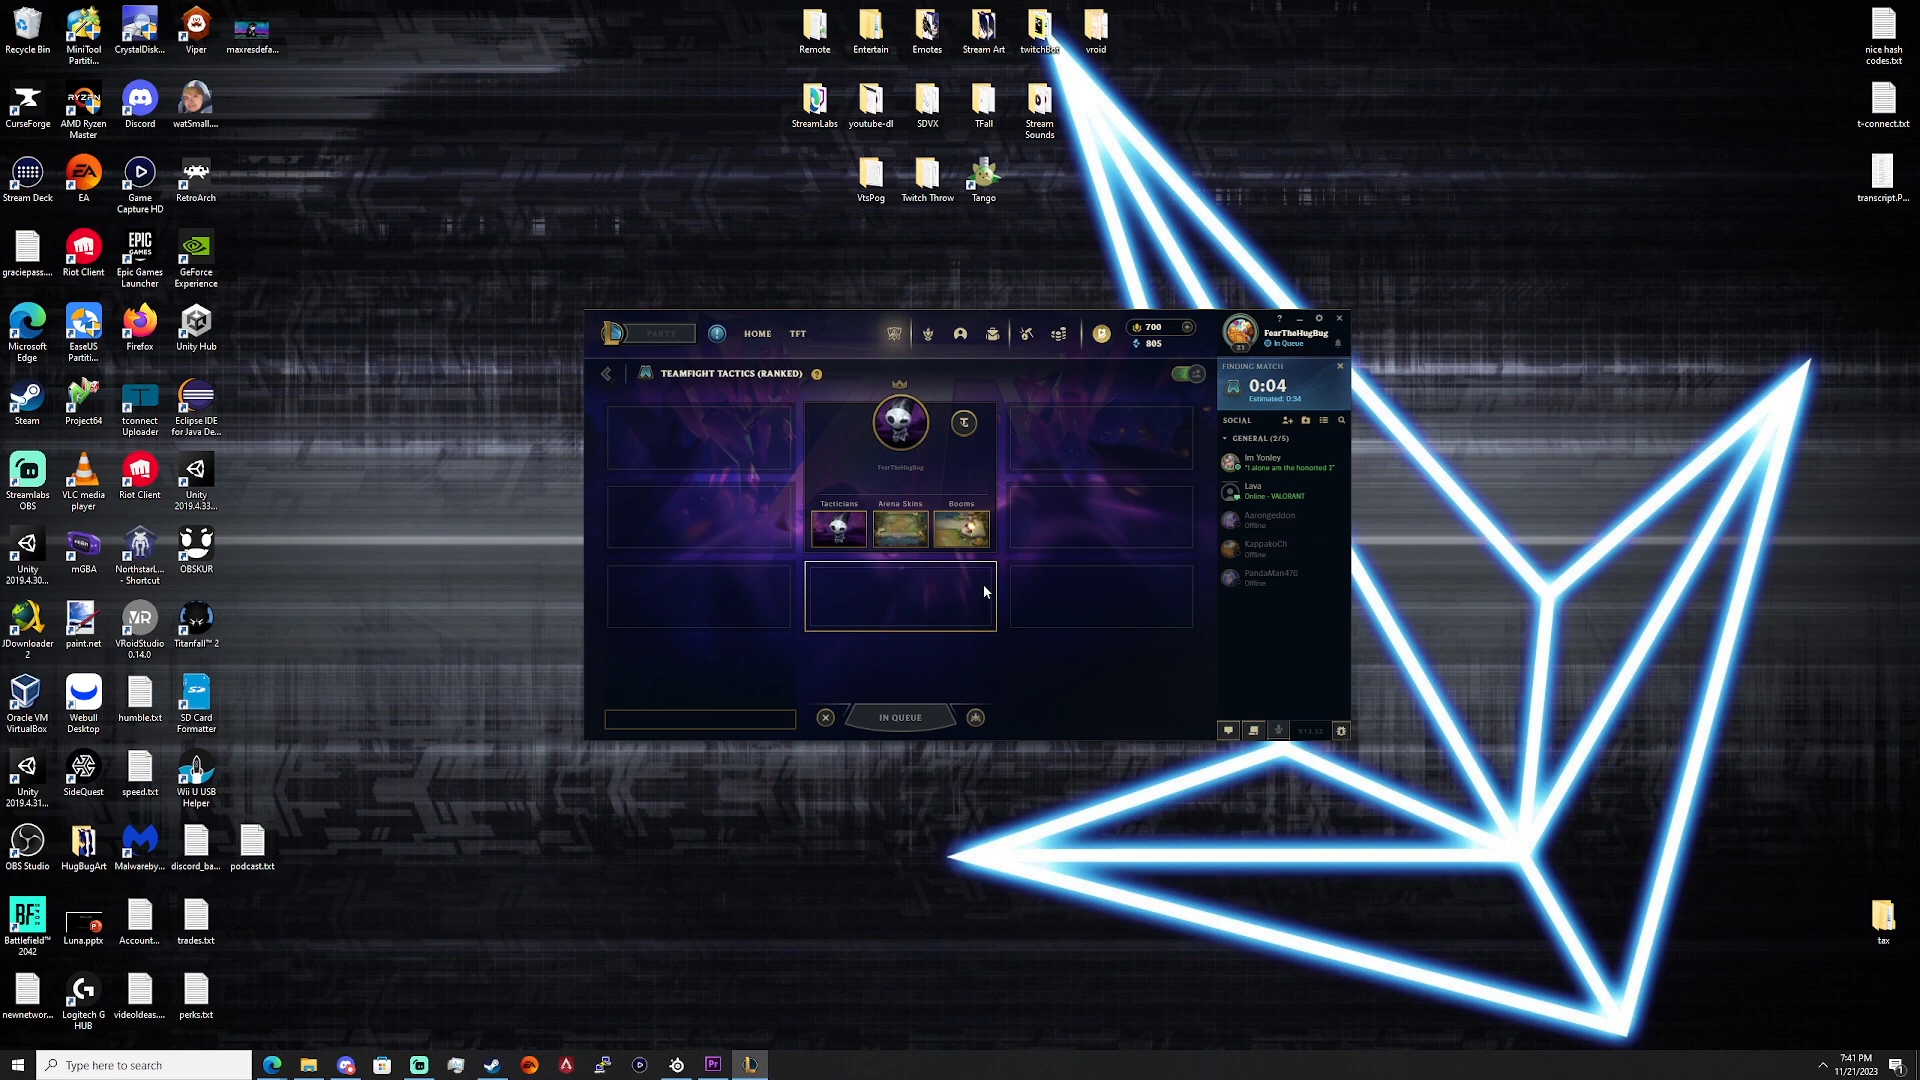 Recycle Bin
MiniTool
Partiti...
CrystalDisk...
Viper
maxresdefa...
Remote
Entertain
Emotes
Stream Art
twitchBot
vroid
nice hash
codes.txt
CurseForge
AMD Ryzen
Master
Discord
watSmall....
StreamLabs
youtube-dl
SDVX
TFall
Stream
Sounds
t-connect.txt
Stream Deck
EA
Game
Capture HD
RetroArch
VtsPog
Twitch Throw
Tango
transcript.P...
graciepass....
Riot Client
Epic Games
Launcher
GeForce
Experience
Microsoft
Edge
EaseUS
Partiti...
Firefox
Unity Hub
Steam
Project64
tconnect
Uploader
Eclipse IDE
for Java De...
Streamlabs
OBS
VLC media
player
Riot Client
Unity
2019.4.33...
Unity
2019.4.30...
mGBA
NorthstarL...
- Shortcut
OBSKUR
JDownloader
2
paint.net
VRoidStudio
0.14.0
Titanfall™ 2
Oracle VM
VirtualBox
Webull
Desktop
humble.txt
SD Card
Formatter
Unity
2019.4.31...
SideQuest
speed.txt
Wii U USB
Helper
OBS Studio
HugBugArt
Malwareby...
discord_ba...
podcast.txt
Battlefield™
2042
Luna.pptx
Account...
trades.txt
newnetwor...
Logitech G
HUB
videoIdeas....
perks.txt
tax
PARTY
HOME
TFT
700
805
FearTheHugBug
21
In Queue
TEAMFIGHT TACTICS (RANKED)
FINDING MATCH
0:04
Estimated: 0:34
SOCIAL
GENERAL (2/5)
Im Yonley
"I alone am the honorted 1"
Lava
Online - VALORANT
Aarongeddon
Offline
KappakoCh
Offline
PandaMan476
Offline
FearTheHugBug
Tacticians
Arena Skins
Booms
IN QUEUE
V13.23
Type here to search
7:41 PM
11/21/2023